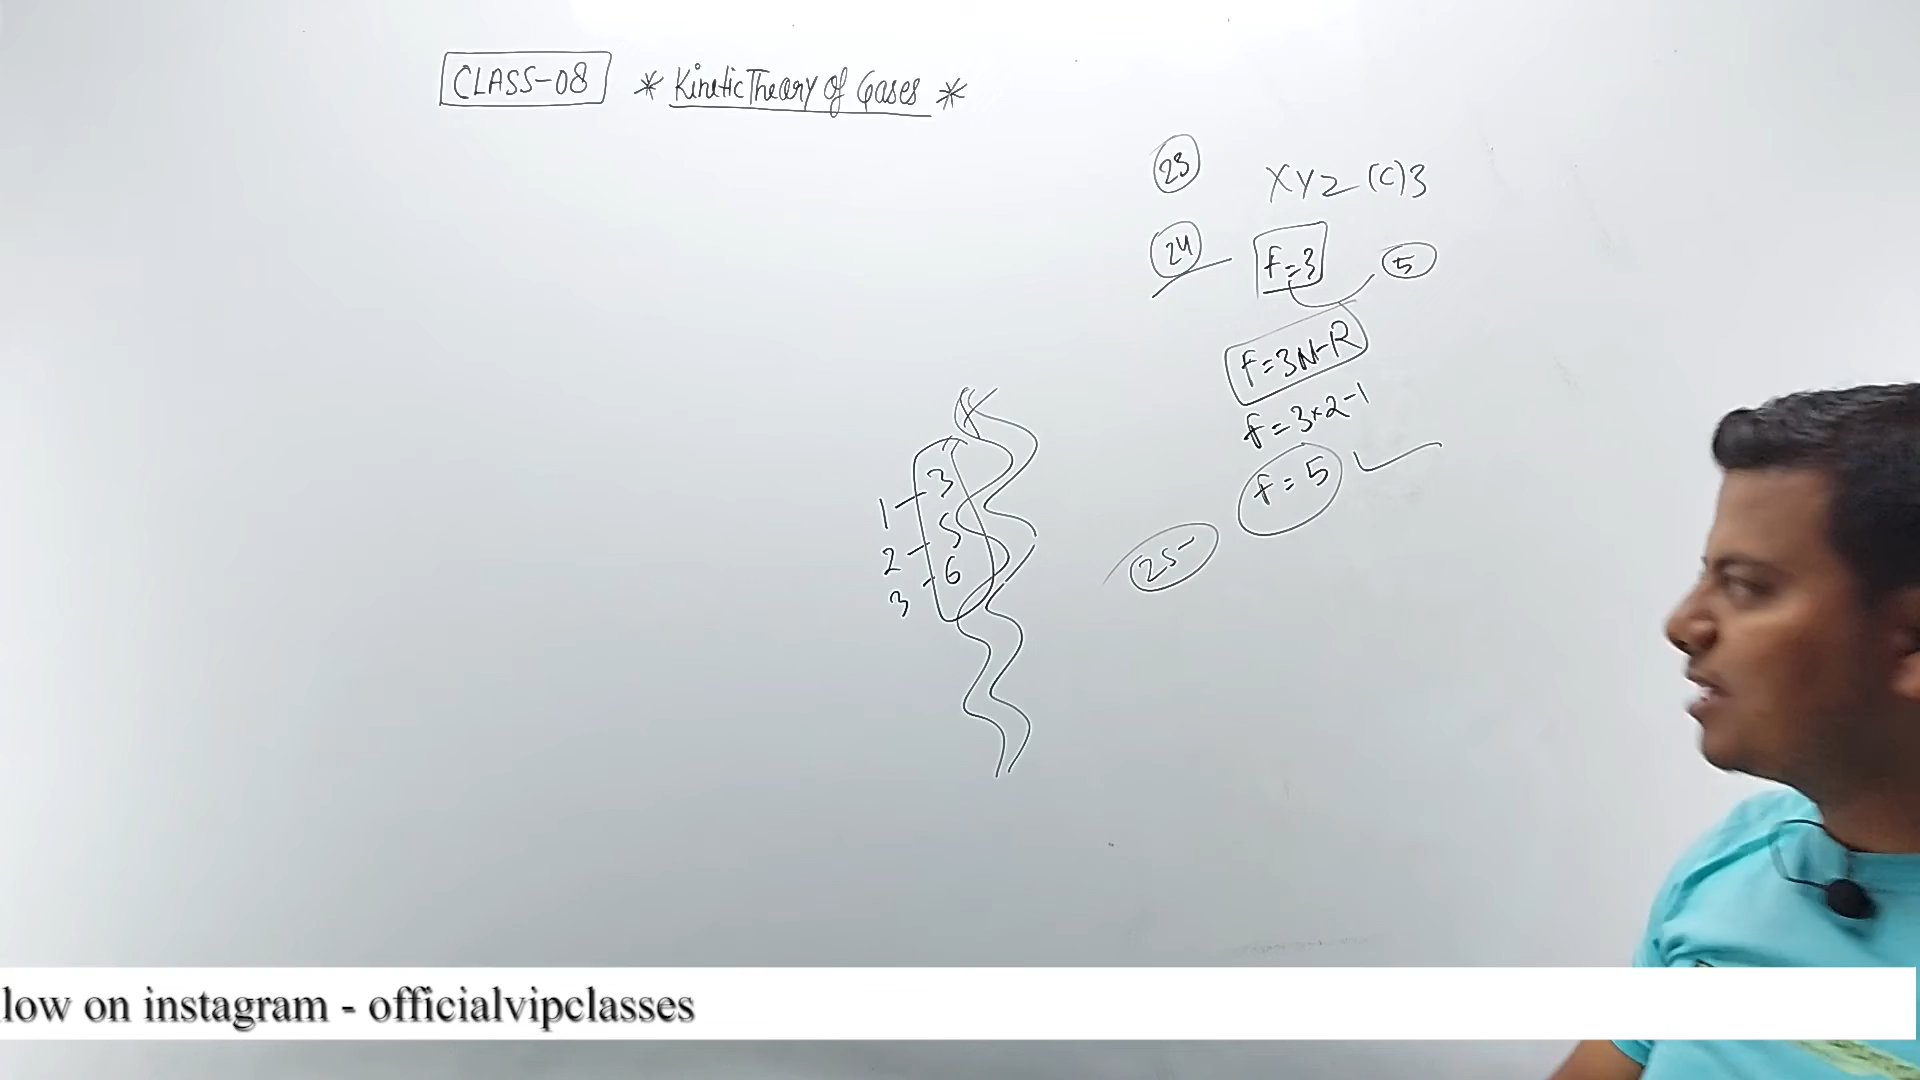 CLASS-08 * Kinetic Theory of Gases *
23 XYZ (C) 3
24 f=3 5
f=3N-R
f=3×2-1
f=5
1-3
2-5
3-6
25-
low on instagram - officialvipclasses